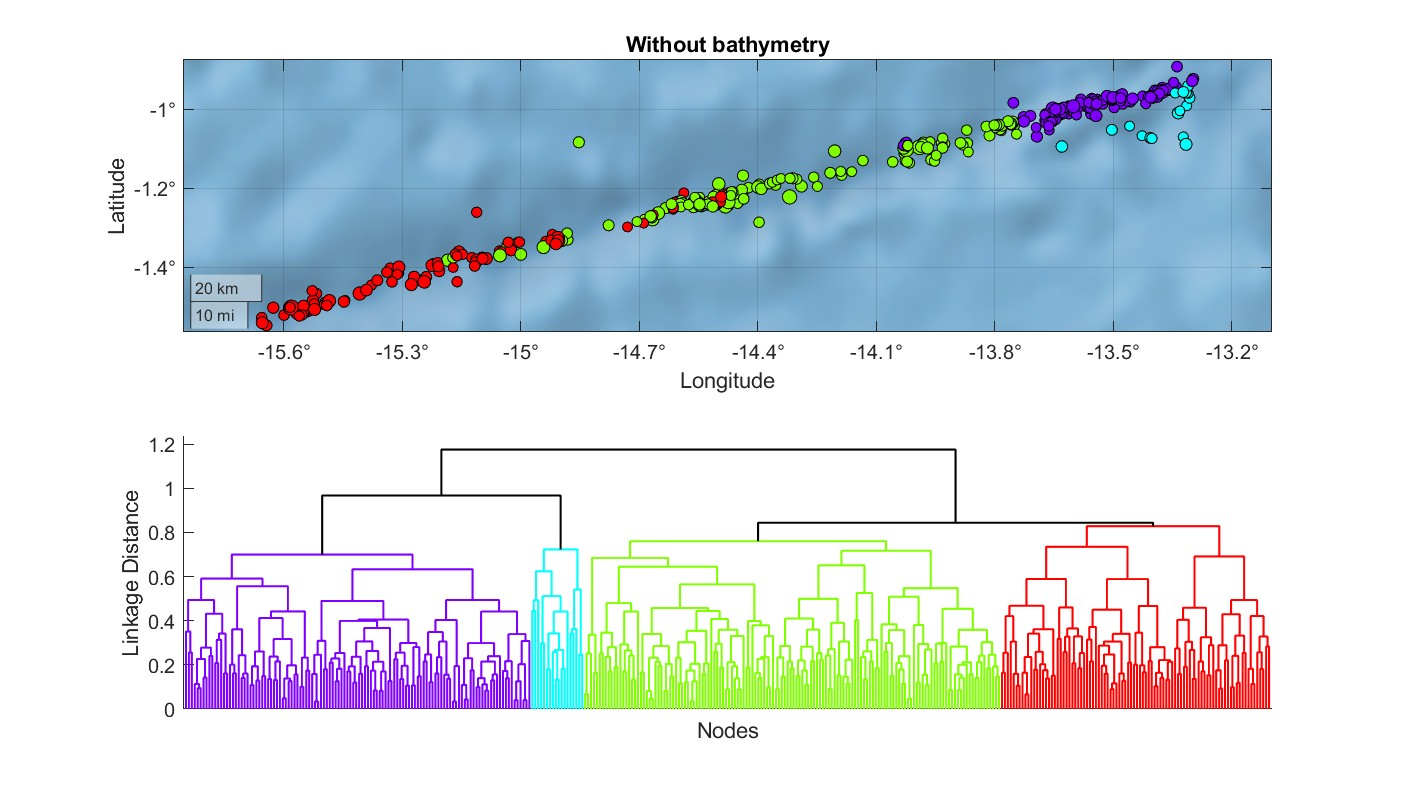 Without bathymetry
-1°
-1.2°
-1.4°
Latitude
20 km
10 mi
-15.6° -15.3° -15° -14.7° -14.4° -14.1° -13.8° -13.5° -13.2°
Longitude
1.2
1
0.8
0.6
0.4
0.2
0
Linkage Distance
Nodes